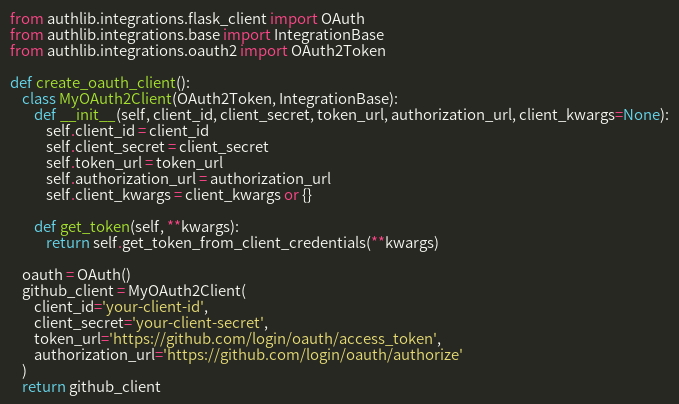 from authlib.integrations.flask_client import OAuth
from authlib.integrations.base import IntegrationBase
from authlib.integrations.oauth2 import OAuth2Token

def create_oauth_client():
    class MyOAuth2Client(OAuth2Token, IntegrationBase):
        def __init__(self, client_id, client_secret, token_url, authorization_url, client_kwargs=None):
            self.client_id = client_id
            self.client_secret = client_secret
            self.token_url = token_url
            self.authorization_url = authorization_url
            self.client_kwargs = client_kwargs or {}

        def get_token(self, **kwargs):
            return self.get_token_from_client_credentials(**kwargs)

    oauth = OAuth()
    github_client = MyOAuth2Client(
        client_id='your-client-id',
        client_secret='your-client-secret',
        token_url='https://github.com/login/oauth/access_token',
        authorization_url='https://github.com/login/oauth/authorize'
    )
    return github_client